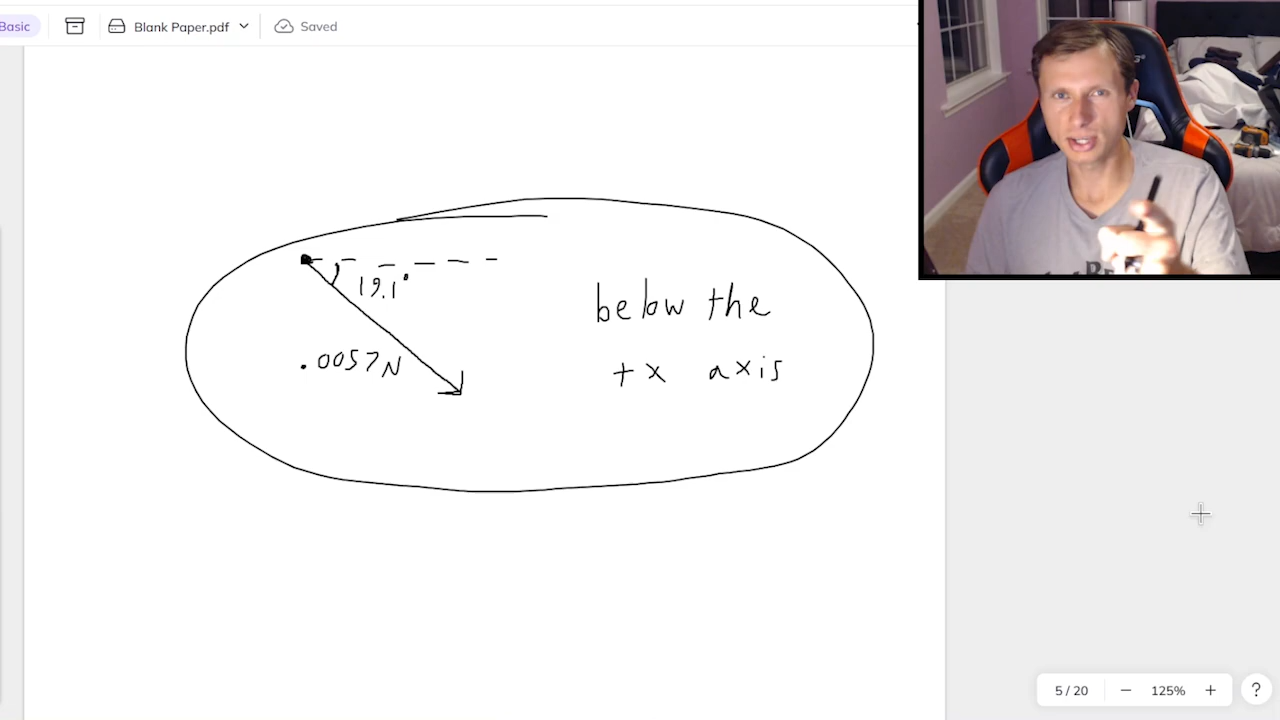 Basic
Blank Paper.pdf
Saved
19.1°
.0057N
below the
+x axis
5 / 20
125%
?